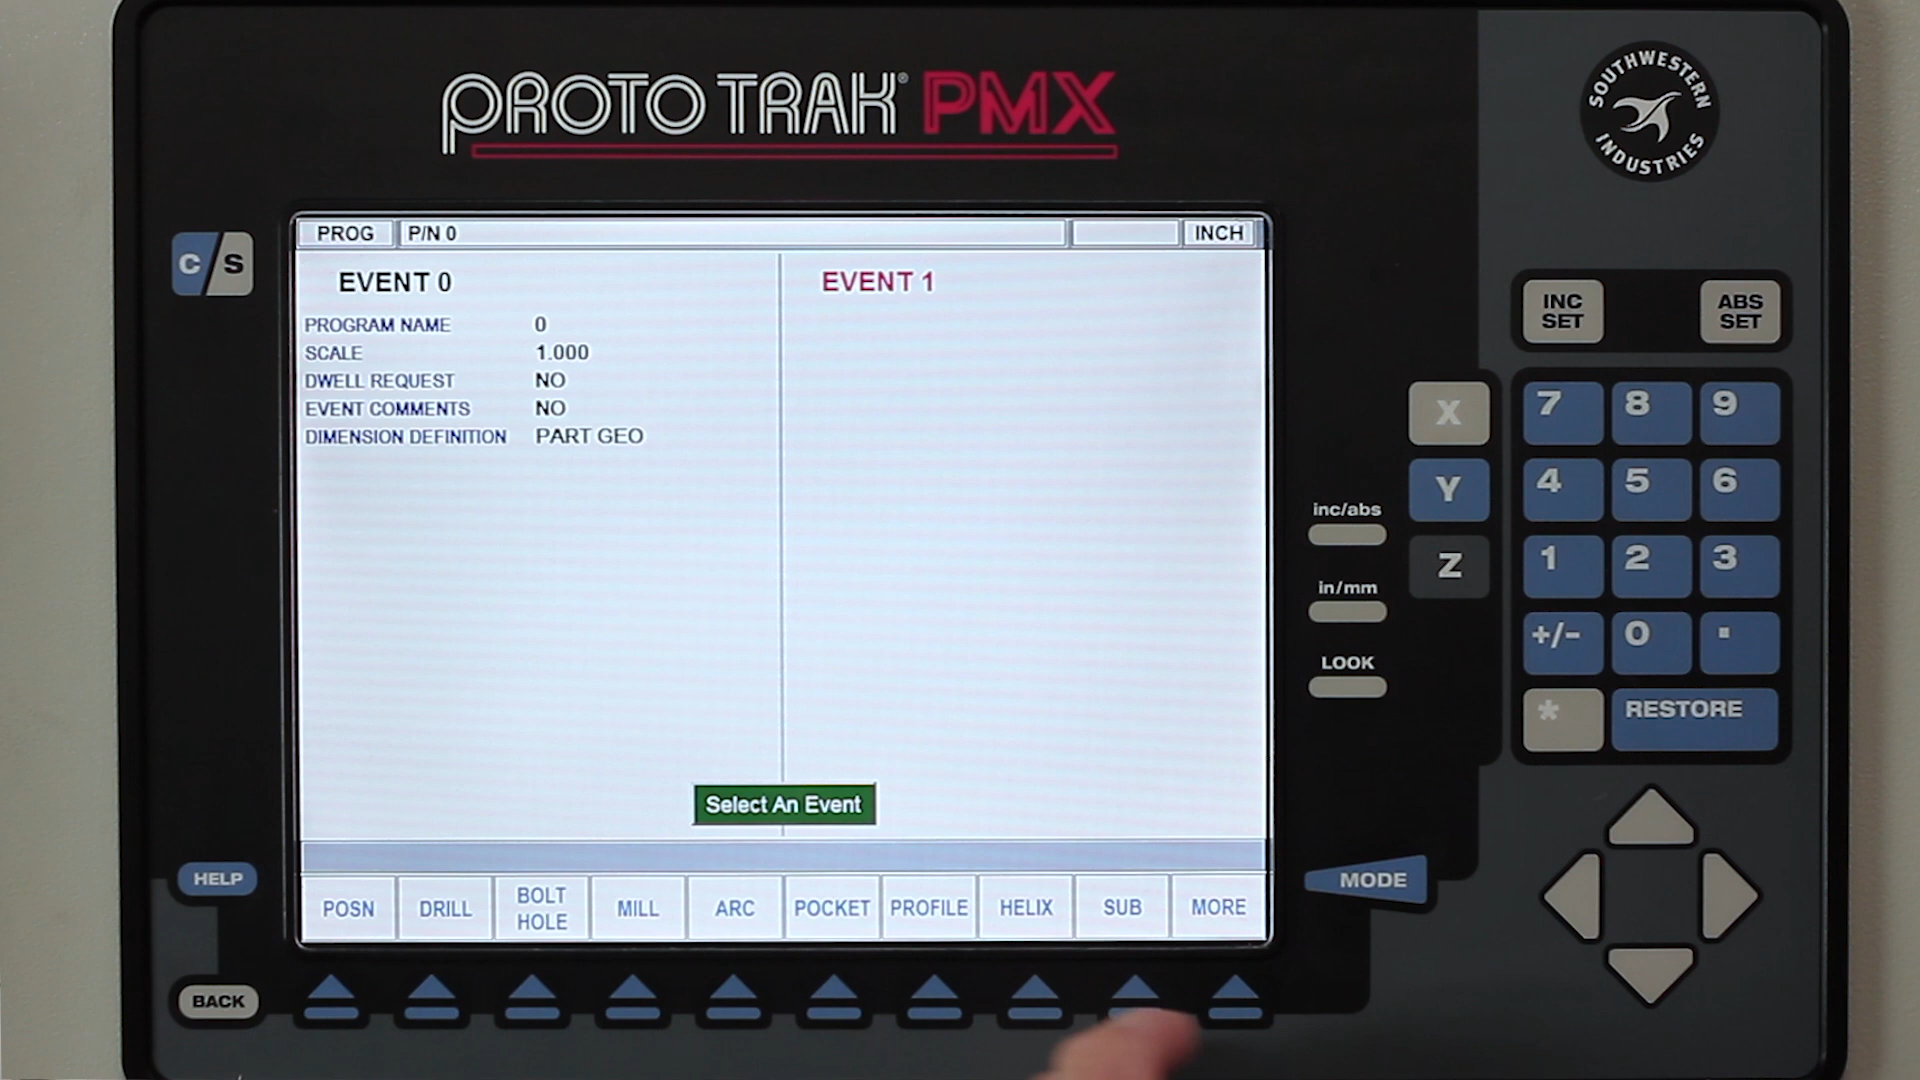 PROTO TRAK® PMX
SOUTHWESTERN
INDUSTRIES
C/S
PROG
P/N 0
INCH
EVENT 0
EVENT 1
PROGRAM NAME 0
SCALE 1.000
DWELL REQUEST NO
EVENT COMMENTS NO
DIMENSION DEFINITION PART GEO
Select An Event
POSN
DRILL
BOLT
HOLE
MILL
ARC
POCKET
PROFILE
HELIX
SUB
MORE
HELP
BACK
INC
SET
ABS
SET
X
Y
Z
inc/abs
in/mm
LOOK
7 8 9
4 5 6
1 2 3
+/- 0 .
* RESTORE
MODE